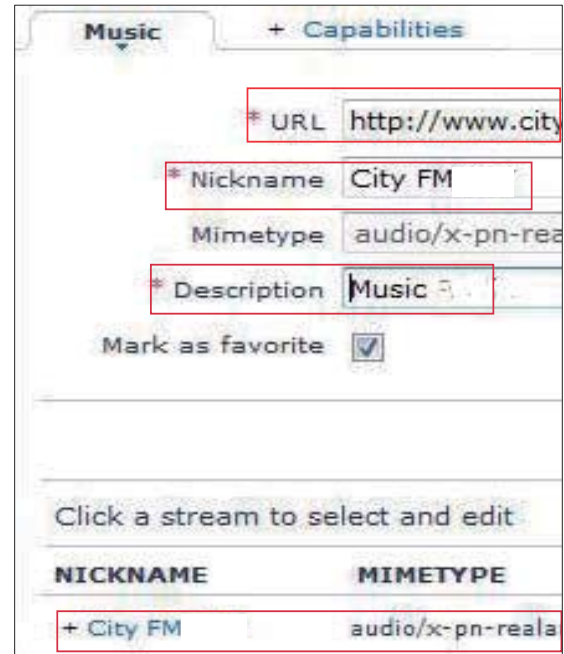 Music + Capabilities
* URL http://www.city
* Nickname City FM
Mimetype audio/x-pn-rea
* Description Music
Mark as favorite
Click a stream to select and edit
NICKNAME MIMETYPE
+ City FM audio/x-pn-reala